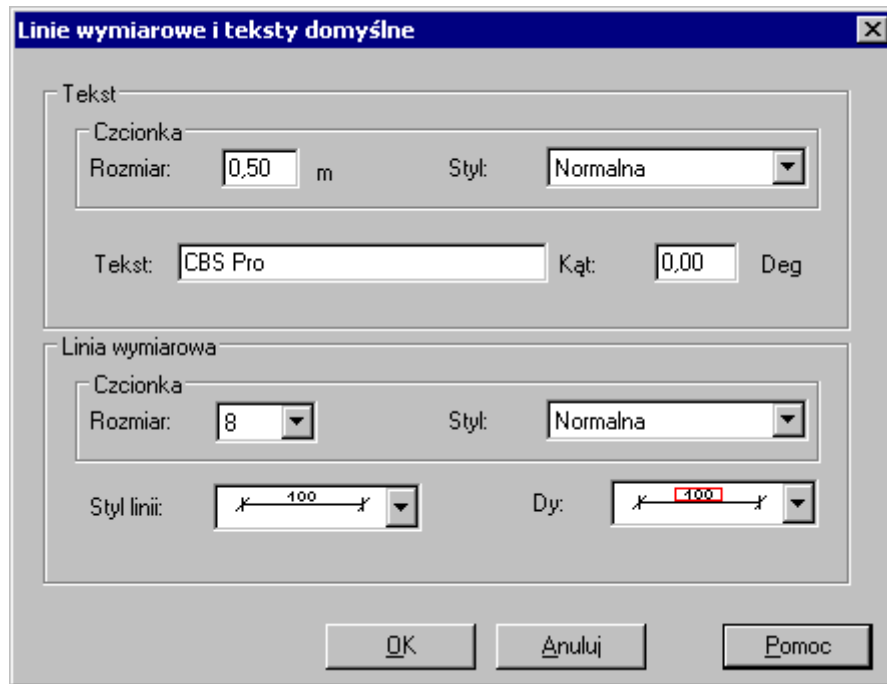 Linie wymiarowe i teksty domyślne
Tekst
Czcionka
Rozmiar: 0,50 m Styl: Normalna
Tekst: CBS Pro Kąt: 0,00 Deg
Linia wymiarowa
Czcionka
Rozmiar: 8 Styl: Normalna
Styl linii: 100 Dy: 100
OK Anuluj Pomoc